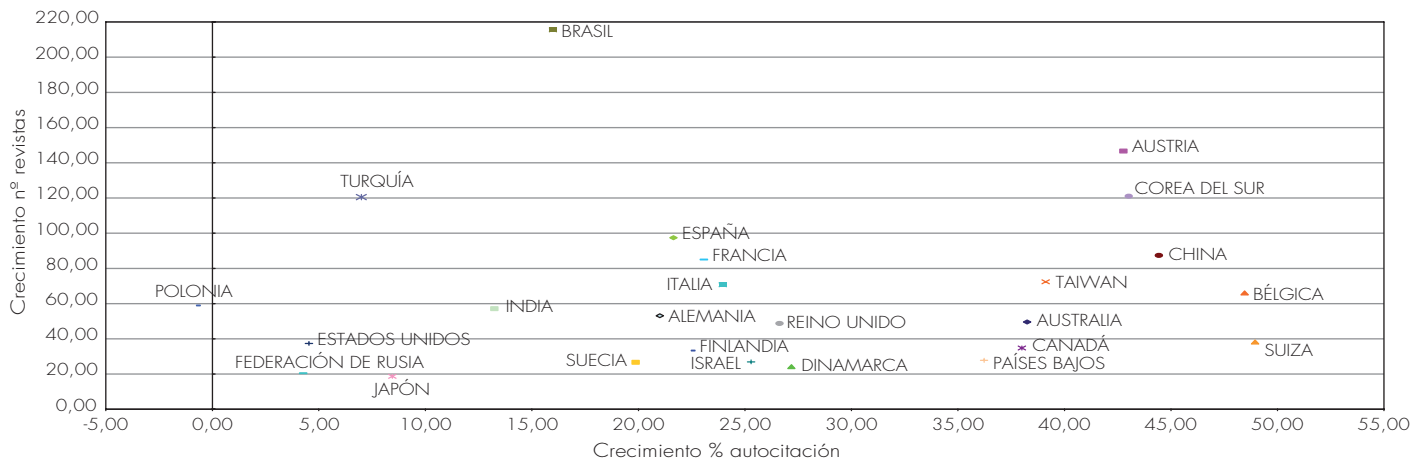 220,00
BRASIL
200,00
180,00
160,00
AUSTRIA
140,00
TURQUÍA
COREA DEL SUR
120,00
ESPAÑA
100,00
FRANCIA
CHINA
80,00
ITALIA
TAIWAN
POLONIA
BÉLGICA
60,00
INDIA
ALEMANIA
REINO UNIDO
AUSTRALIA
40,00
ESTADOS UNIDOS
FINLANDIA
CANADÁ
SUIZA
FEDERACIÓN DE RUSIA
SUECIA
ISRAEL
DINAMARCA
PAÍSES BAJOS
20,00
JAPÓN
0,00
-5,00 0,00 5,00 10,00 15,00 20,00 25,00 30,00 35,00 40,00 45,00 50,00 55,00
Crecimiento % autocitación
Crecimiento nº revistas